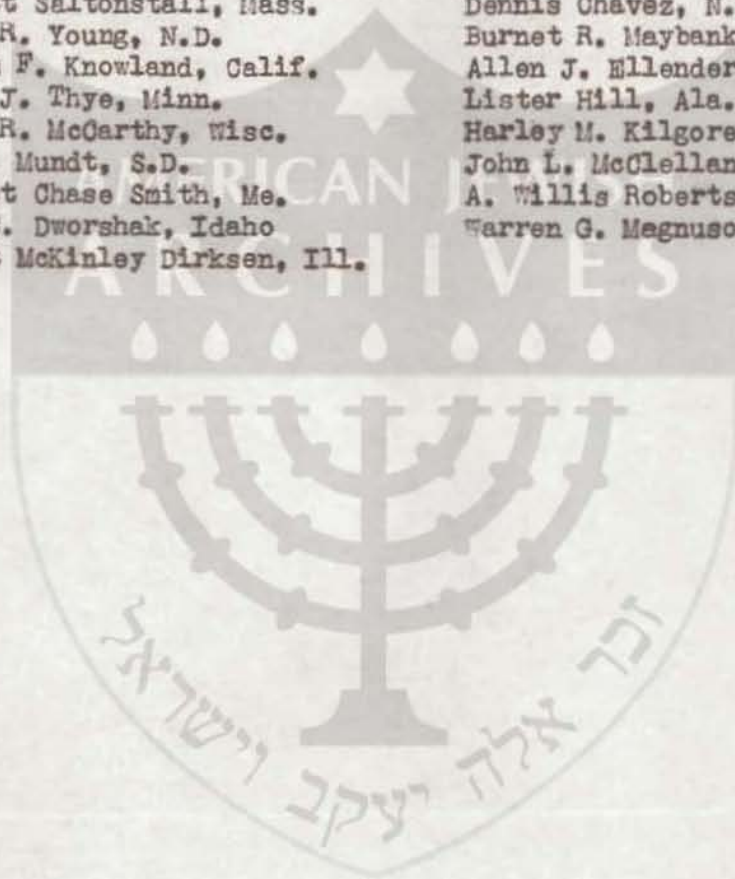 t Saltonstall, Mass.
R. Young, N.D.
F. Knowland, Calif.
J. Thye, Minn.
R. McCarthy, Wisc.
Mundt, S.D.
t Chase Smith, Me.
. Dworshak, Idaho
McKinley Dirksen, Ill.
Dennis Chavez, N.
Burnet R. Maybank
Allen J. Ellender
Lister Hill, Ala.
Harley M. Kilgore
John L. McClellan
A. Willis Roberts
Warren G. Magnuso
AMERICAN JEWIS
ARCHIVES
זכר אלה יעקב וישראל